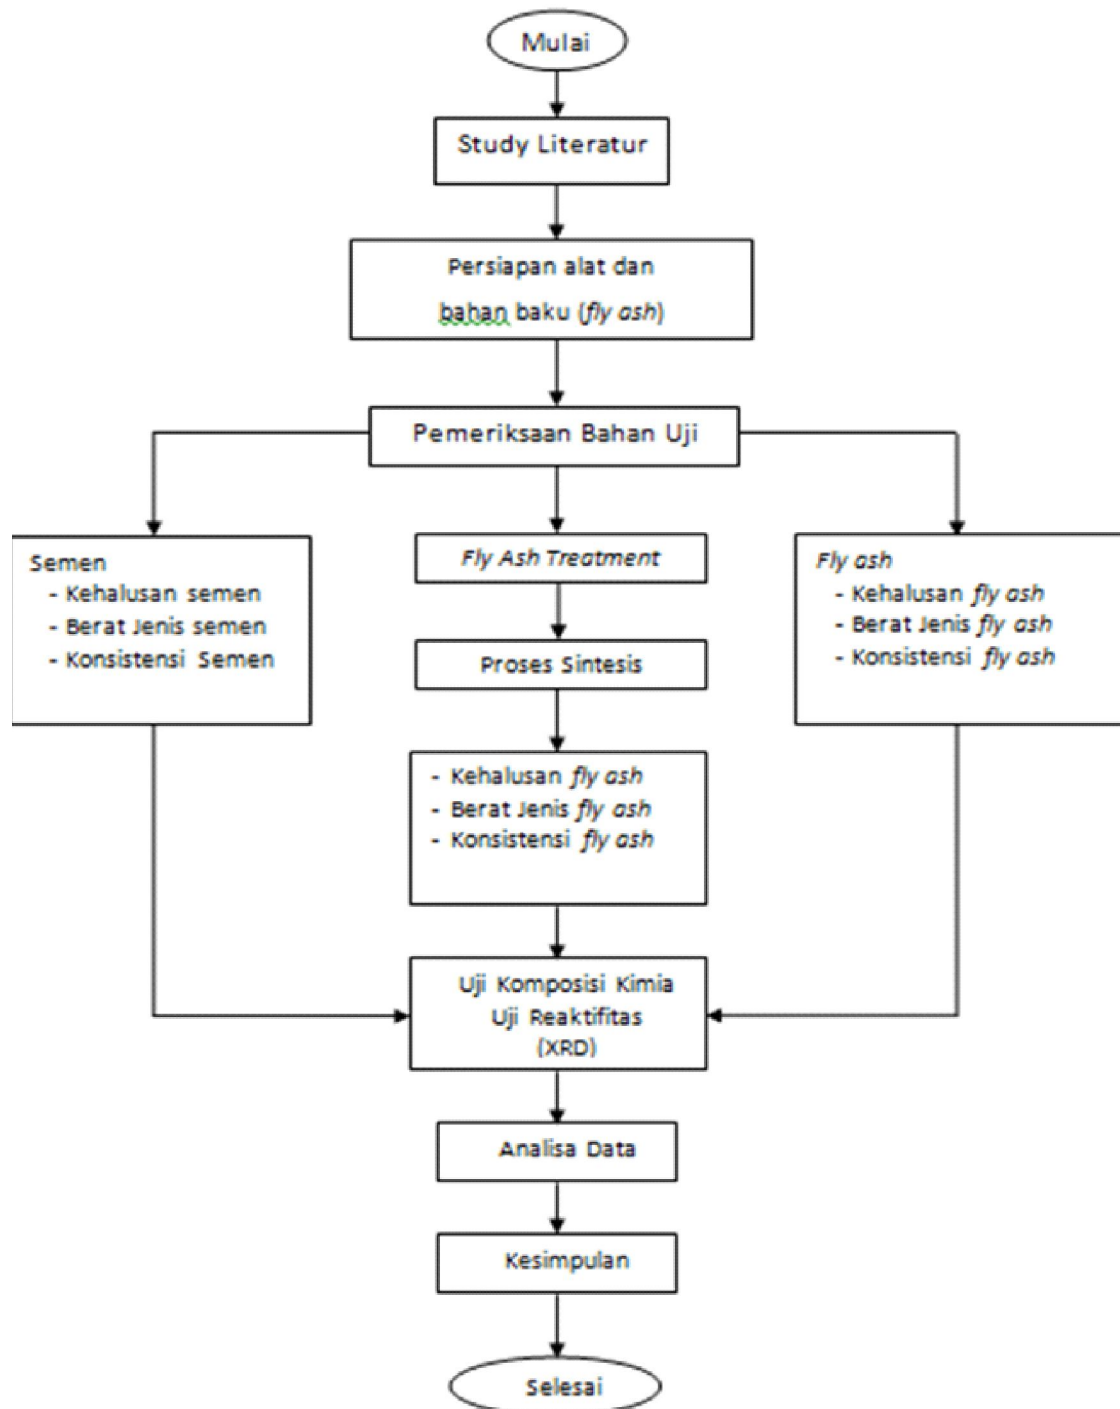 Mulai
Study Literatur
Persiapan alat dan
bahan baku (fly ash)
Pemeriksaan Bahan Uji
Semen
- Kehalusan semen
- Berat Jenis semen
- Konsistensi Semen
Fly Ash Treatment
Proses Sintesis
- Kehalusan fly ash
- Berat Jenis fly ash
- Konsistensi fly ash
Fly ash
- Kehalusan fly ash
- Berat Jenis fly ash
- Konsistensi fly ash
Uji Komposisi Kimia
Uji Reaktifitas
(XRD)
Analisa Data
Kesimpulan
Selesai